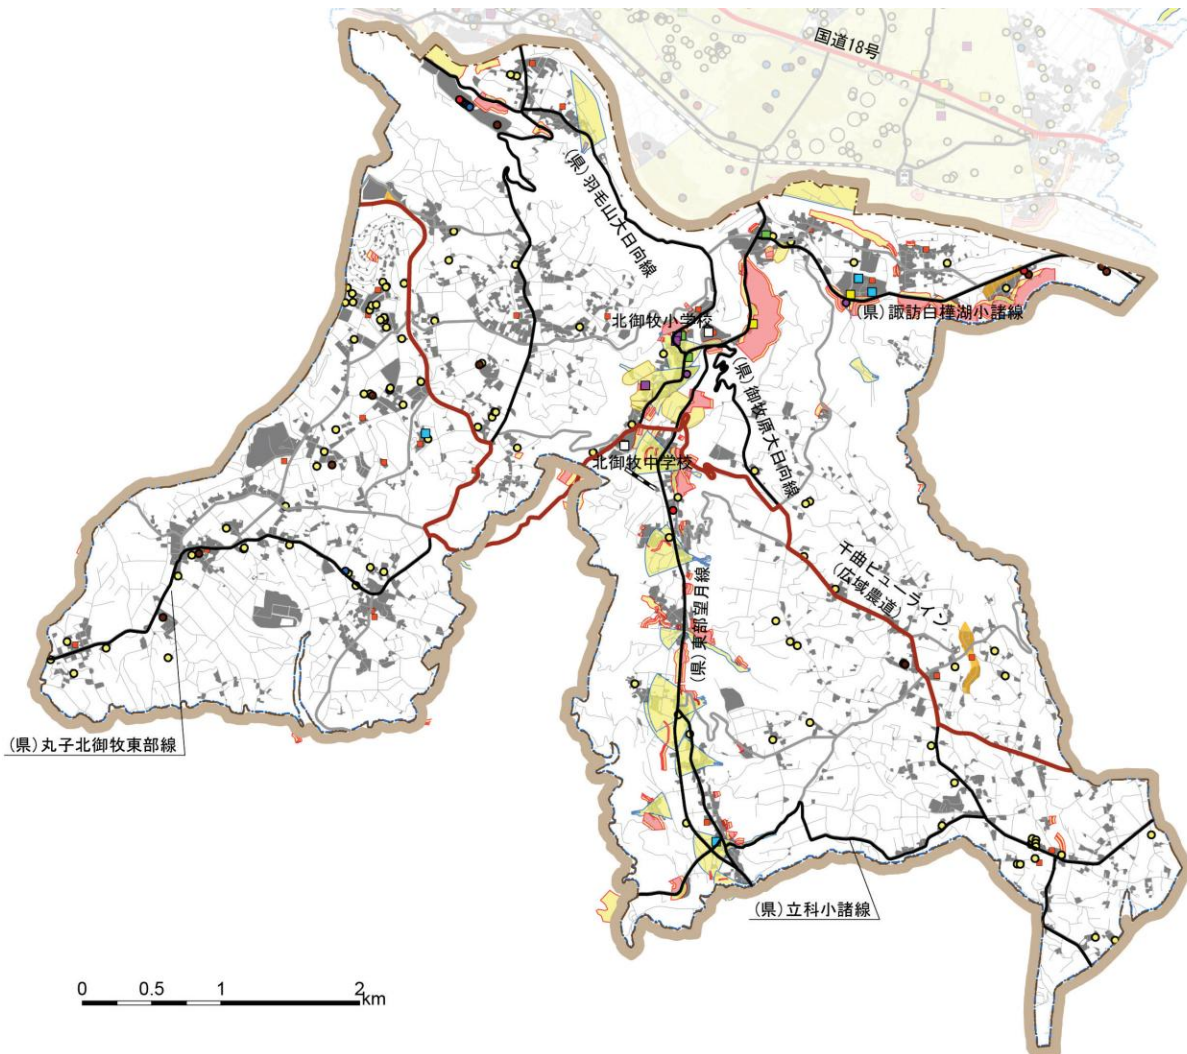 国道18号
(県)羽毛山大日向線
北御牧小学校
(県)諏訪白樺湖小諸線
(県)御牧原大日向線
北御牧中学校
千曲ビューライン
(広域農道)
(県)東部望月線
(県)丸子北御牧東部線
(県)立科小諸線
0 0.5 1 2 km